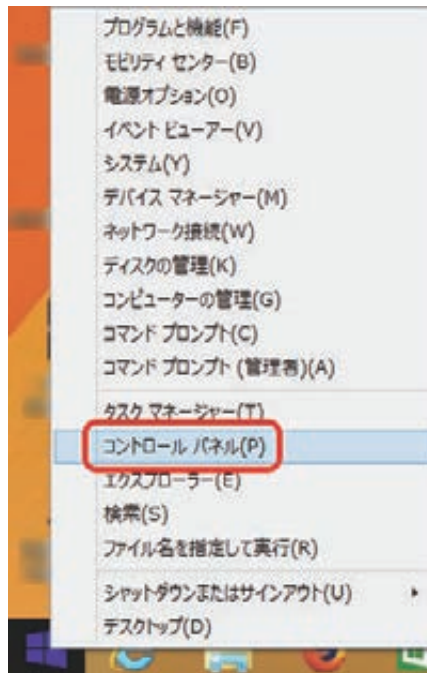 プログラムと機能(F)
モビリティ センター(B)
電源オプション(O)
イベント ビューアー(V)
システム(Y)
デバイス マネージャー(M)
ネットワーク接続(W)
ディスクの管理(K)
コンピューターの管理(G)
コマンド プロンプト(C)
コマンド プロンプト (管理者)(A)
タスク マネージャー(T)
コントロール パネル(P)
エクスプローラー(E)
検索(S)
ファイル名を指定して実行(R)
シャットダウンまたはサインアウト(U)
デスクトップ(D)